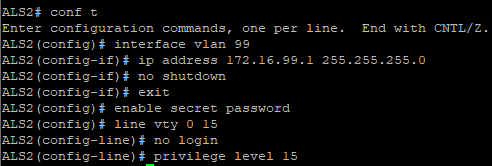 ALS2# conf t
Enter configuration commands, one per line.  End with CNTL/Z.
ALS2(config)# interface vlan 99
ALS2(config-if)# ip address 172.16.99.1 255.255.255.0
ALS2(config-if)# no shutdown
ALS2(config-if)# exit
ALS2(config)# enable secret password
ALS2(config)# line vty 0 15
ALS2(config-line)# no login
ALS2(config-line)# privilege level 15